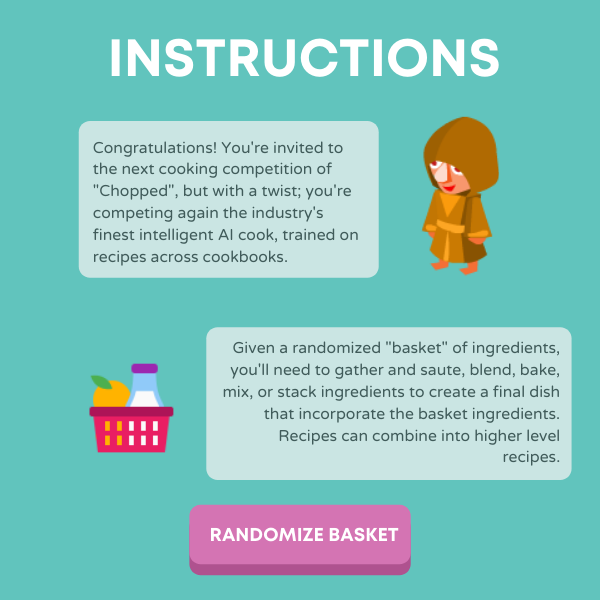 INSTRUCTIONS
Congratulations! You're invited to
the next cooking competition of
"Chopped", but with a twist; you're
competing again the industry's
finest intelligent AI cook, trained on
recipes across cookbooks.
Given a randomized "basket" of ingredients,
you'll need to gather and saute, blend, bake,
mix, or stack ingredients to create a final dish
that incorporate the basket ingredients.
Recipes can combine into higher level
recipes.
RANDOMIZE BASKET